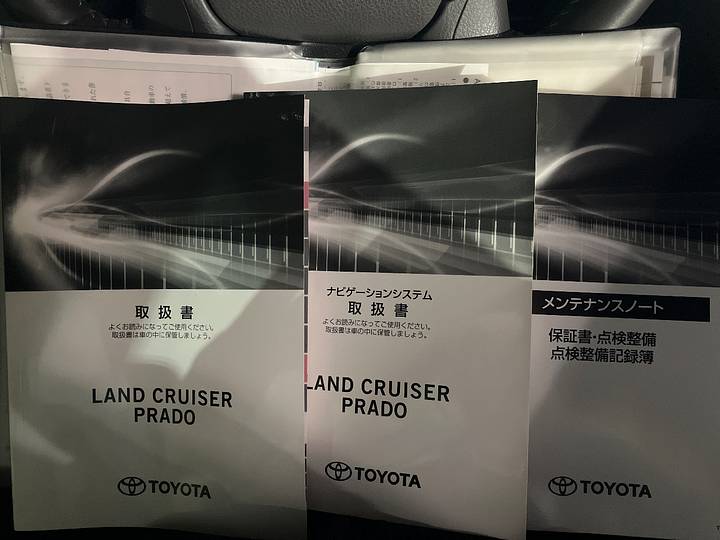 取扱書
よくお読みになってご使用ください。
取扱書は車の中に保管しましょう。
LAND CRUISER
PRADO
TOYOTA
ナビゲーションシステム
取扱書
よくお読みになってご使用ください。
取扱書は車の中に保管しましょう。
LAND CRUISER
PRADO
TOYOTA
メンテナンスノート
保証書・点検整備
点検整備記録簿
TOYOTA